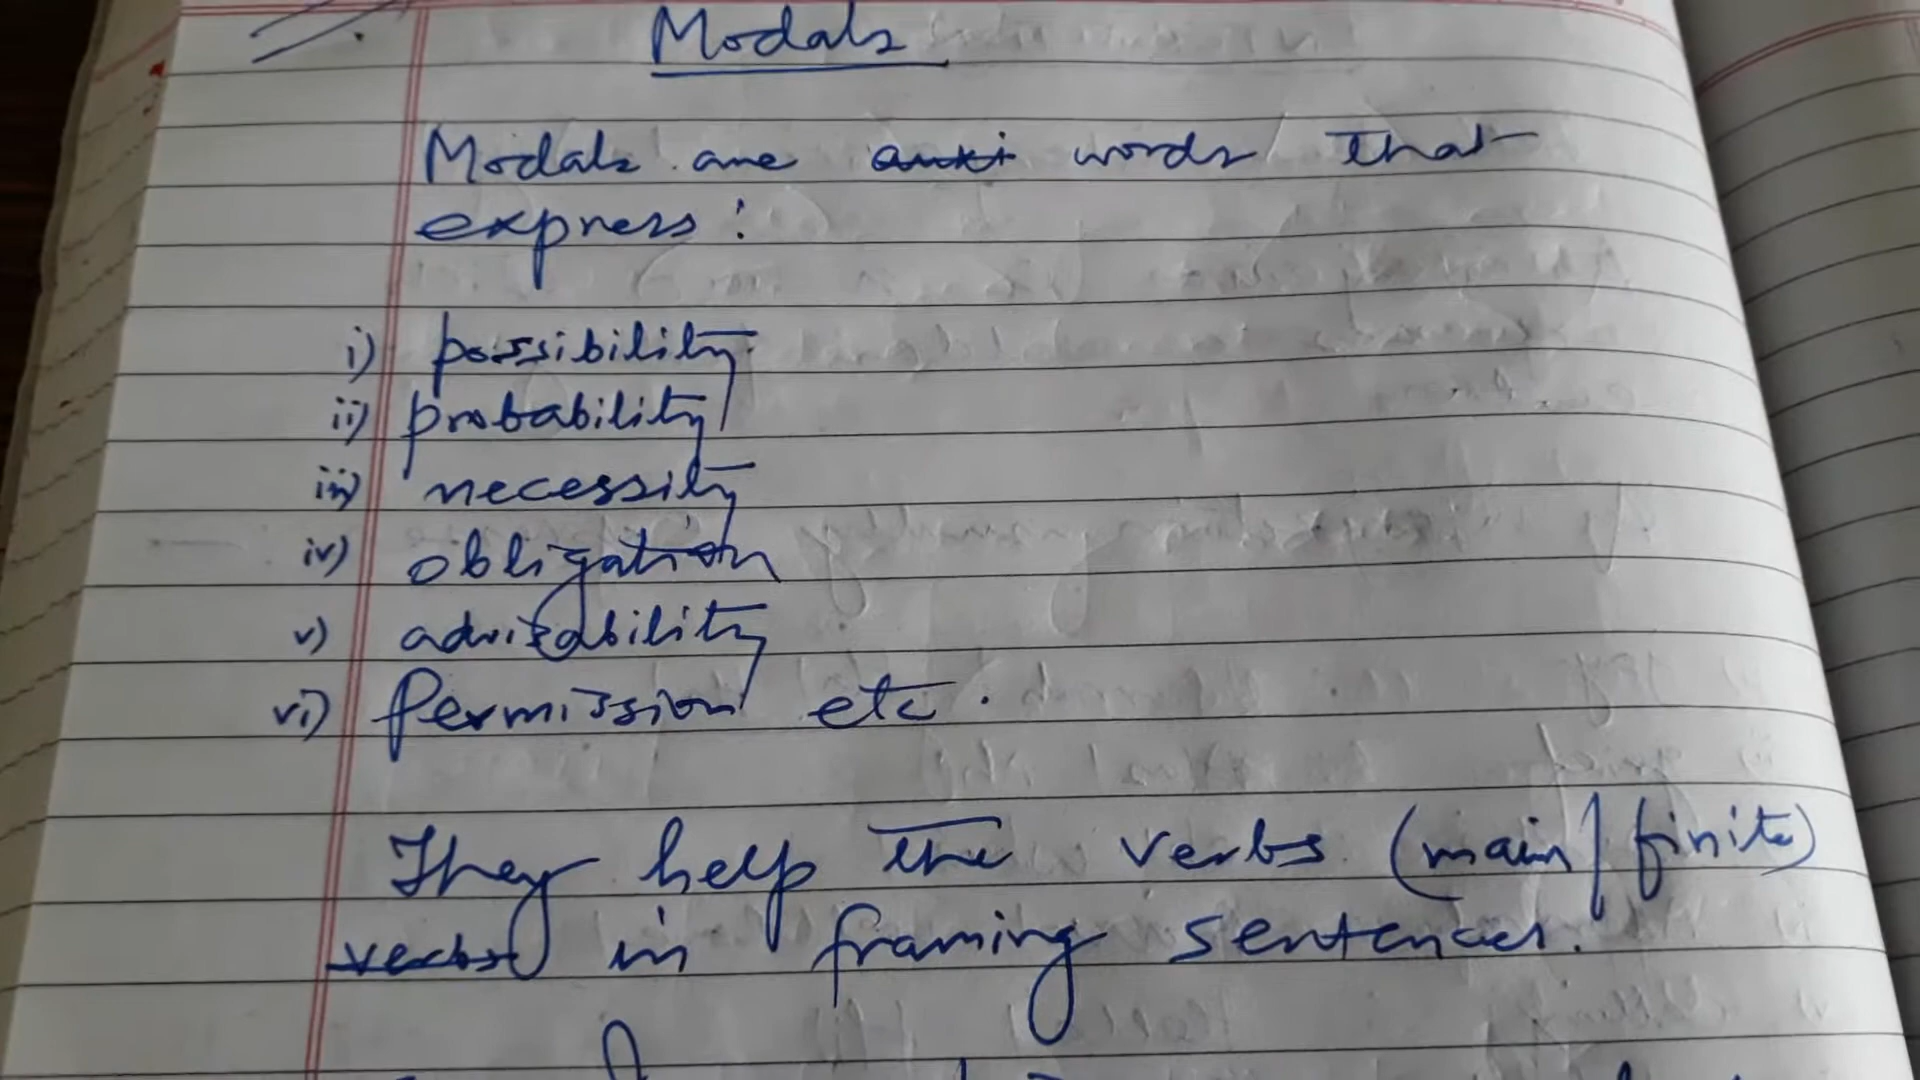 Modals
Modals are auxi words that
express:
i) possibility
ii) probability
iii) necessity
iv) obligation
v) advisability
vi) Permission etc.
They help the verbs (main/finite)
verbs in framing sentences.